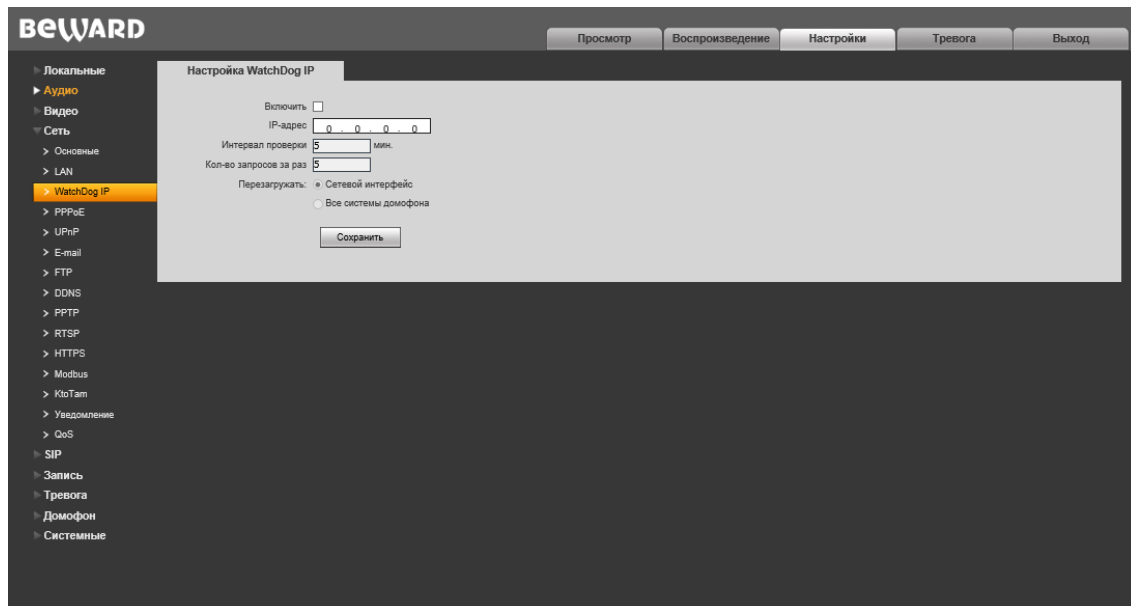 BEWARD
Просмотр Воспроизведение Настройки Тревога Выход
Локальные
Аудио
Видео
Сеть
Основные
LAN
WatchDog IP
PPPoE
UPnP
E-mail
FTP
DDNS
PPTP
RTSP
HTTPS
Modbus
KtoTam
Уведомление
QoS
SIP
Запись
Тревога
Домофон
Системные
Настройка WatchDog IP
Включить
IP-адрес 0 . 0 . 0 . 0
Интервал проверки 5 мин.
Кол-во запросов за раз 5
Перезагружать: Сетевой интерфейс
Все системы домофона
Сохранить